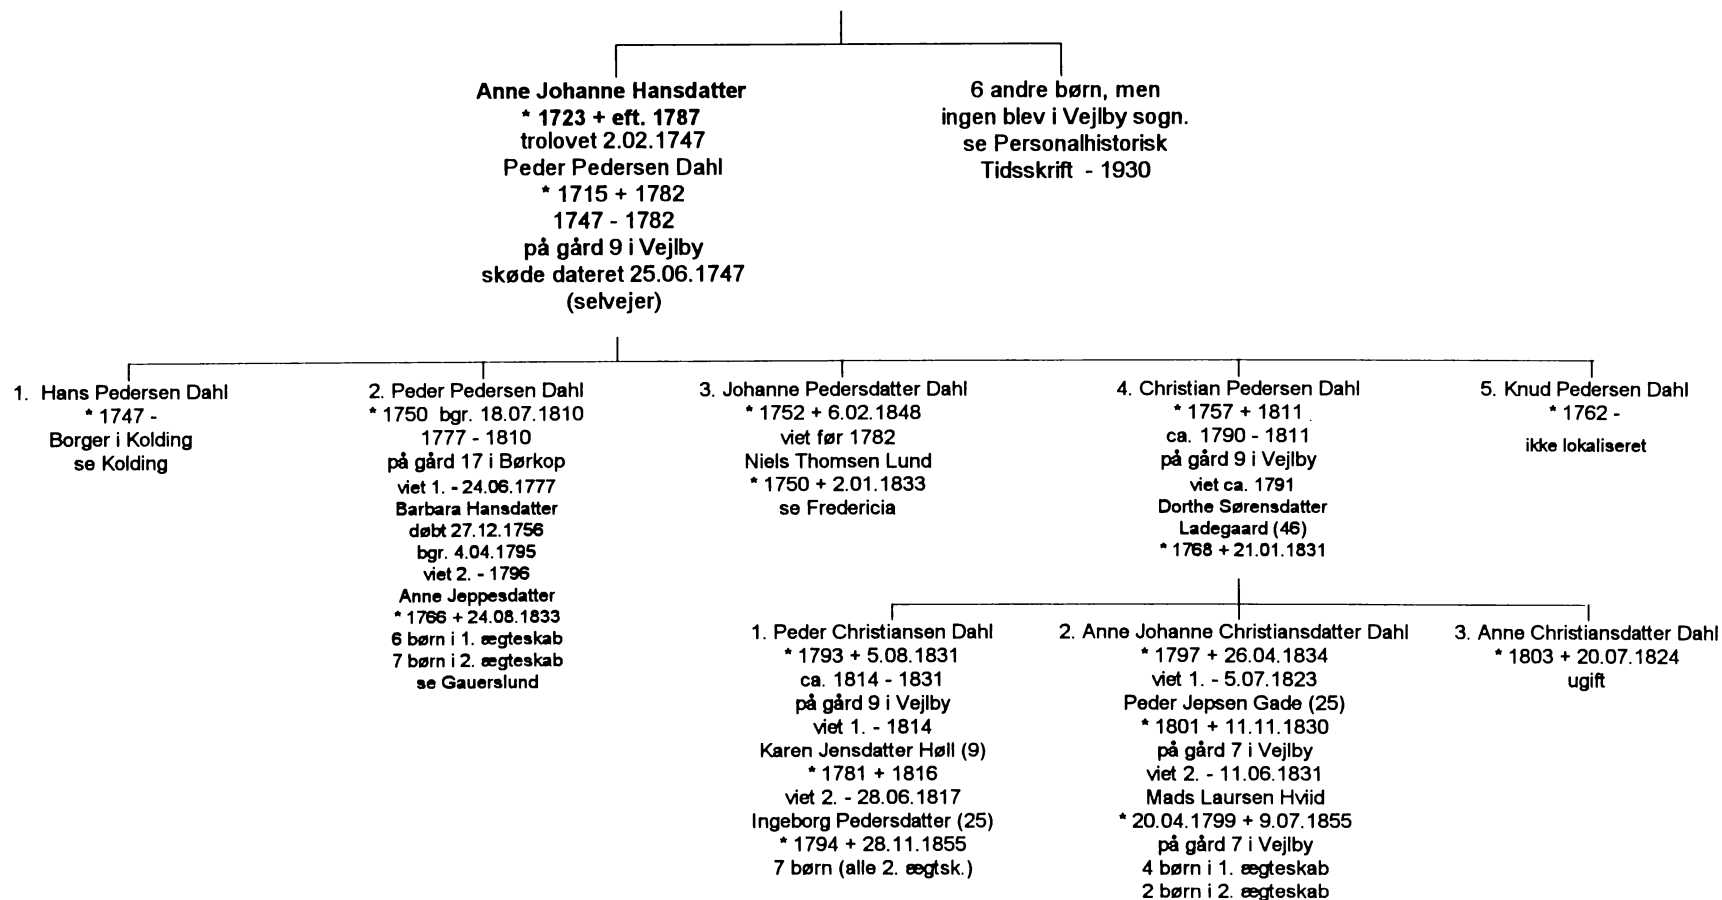 Anne Johanne Hansdatter
* 1723 + eft. 1787
trolovet 2.02.1747
Peder Pedersen Dahl
* 1715 + 1782
1747 - 1782
på gård 9 i Vejlby
skøde dateret 25.06.1747
(selvejer)
6 andre børn, men
ingen blev i Vejlby sogn.
se Personalhistorisk
Tidsskrift - 1930
1. Hans Pedersen Dahl
* 1747 -
Borger i Kolding
se Kolding
2. Peder Pedersen Dahl
* 1750 bgr. 18.07.1810
1777 - 1810
på gård 17 i Børkop
viet 1. - 24.06.1777
Barbara Hansdatter
døbt 27.12.1756
bgr. 4.04.1795
viet 2. - 1796
Anne Jeppesdatter
* 1766 + 24.08.1833
6 børn i 1. ægteskab
7 børn i 2. ægteskab
se Gauerslund
3. Johanne Pedersdatter Dahl
* 1752 + 6.02.1848
viet før 1782
Niels Thomsen Lund
* 1750 + 2.01.1833
se Fredericia
4. Christian Pedersen Dahl
* 1757 + 1811
ca. 1790 - 1811
på gård 9 i Vejlby
viet ca. 1791
Dorthe Sørensdatter
Ladegaard (46)
* 1768 + 21.01.1831
5. Knud Pedersen Dahl
* 1762 -
ikke lokaliseret
1. Peder Christiansen Dahl
* 1793 + 5.08.1831
ca. 1814 - 1831
på gård 9 i Vejlby
viet 1. - 1814
Karen Jensdatter Høll (9)
* 1781 + 1816
viet 2. - 28.06.1817
Ingeborg Pedersdatter (25)
* 1794 + 28.11.1855
7 børn (alle 2. ægtsk.)
2. Anne Johanne Christiansdatter Dahl
* 1797 + 26.04.1834
viet 1. - 5.07.1823
Peder Jepsen Gade (25)
* 1801 + 11.11.1830
på gård 7 i Vejlby
viet 2. - 11.06.1831
Mads Laursen Hviid
* 20.04.1799 + 9.07.1855
på gård 7 i Vejlby
4 børn i 1. ægteskab
2 børn i 2. ægteskab
3. Anne Christiansdatter Dahl
* 1803 + 20.07.1824
ugift